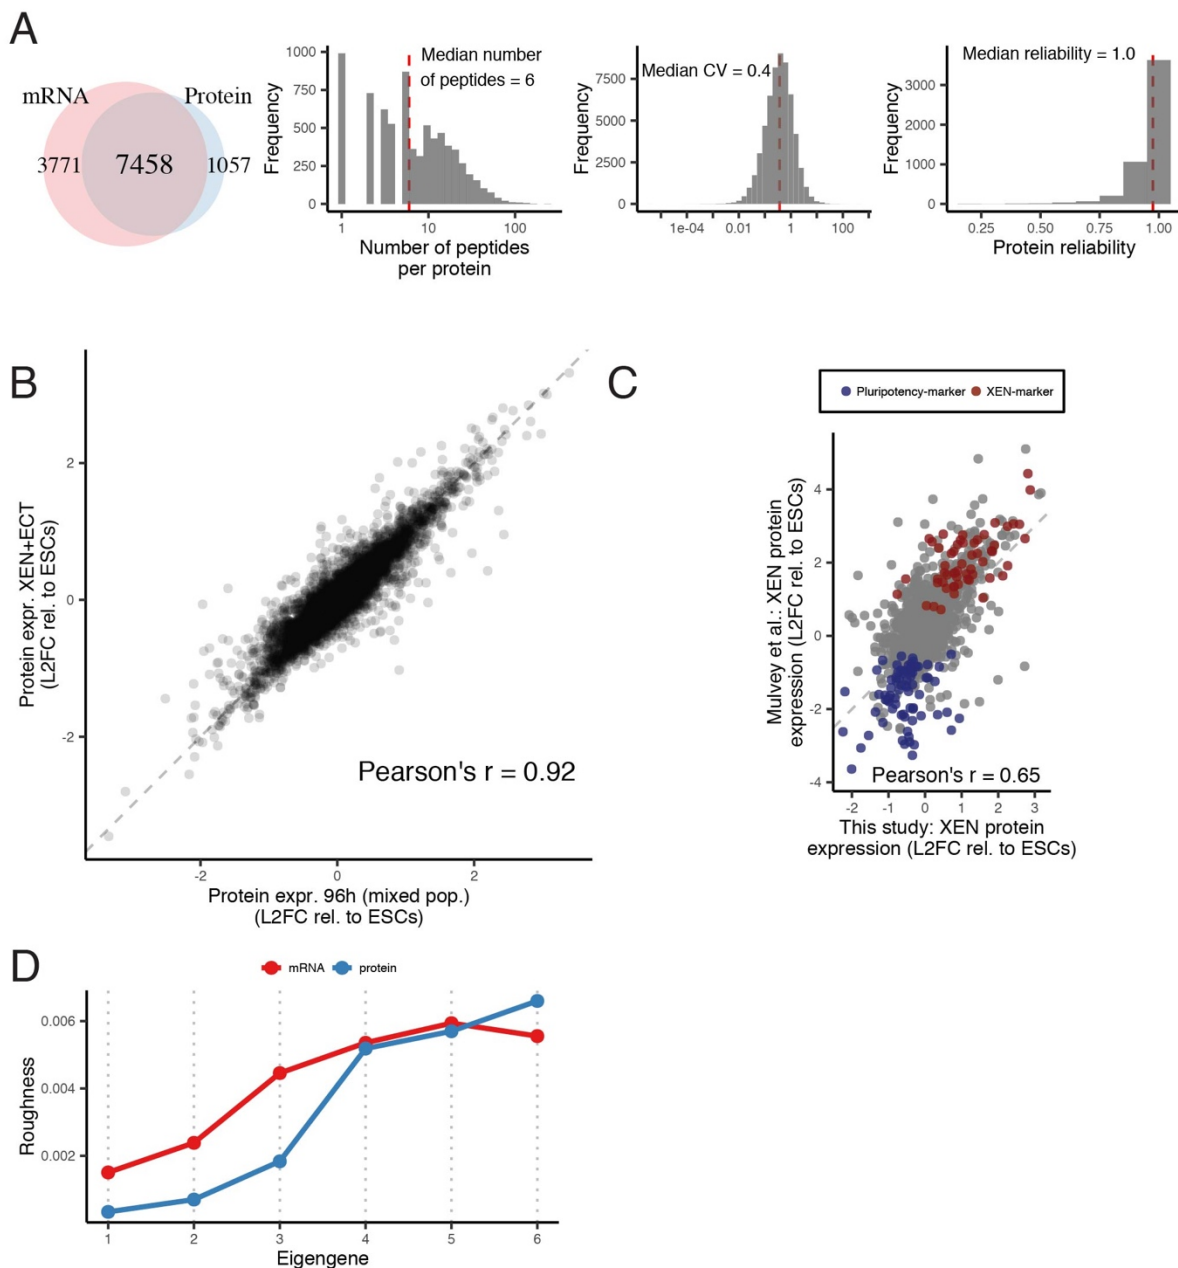 A
mRNA
Protein
3771
7458
1057
Frequency
1000
750
500
250
0
Median number
of peptides = 6
1
10
100
Number of peptides
per protein
Frequency
7500
5000
2500
0
Median CV = 0.4
1e-04
0.01
1
100
Frequency
3000
2000
1000
0
Median reliability = 1.0
0.25
0.50
0.75
1.00
Protein reliability
B
Protein expr. XEN+ECT
(L2FC rel. to ESCs)
2
0
-2
Pearson's r = 0.92
-2
0
2
Protein expr. 96h (mixed pop.)
(L2FC rel. to ESCs)
C
Pluripotency-marker
XEN-marker
Mulvey et al.: XEN protein
expression (L2FC rel. to ESCs)
4
2
0
-2
-4
Pearson's r = 0.65
-2
-1
0
1
2
3
This study: XEN protein
expression (L2FC rel. to ESCs)
D
mRNA
protein
Roughness
0.006
0.004
0.002
1
2
3
4
5
6
Eigengene